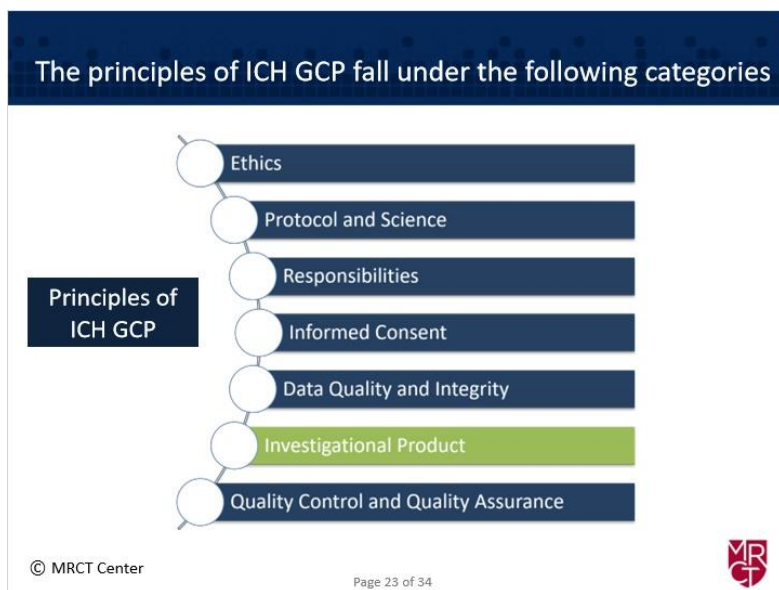 The principles of ICH GCP fall under the following categories
Ethics
Protocol and Science
Responsibilities
Principles of
ICH GCP
Informed Consent
Data Quality and Integrity
Investigational Product
Quality Control and Quality Assurance
© MRCT Center
Page 23 of 34
MR
CT